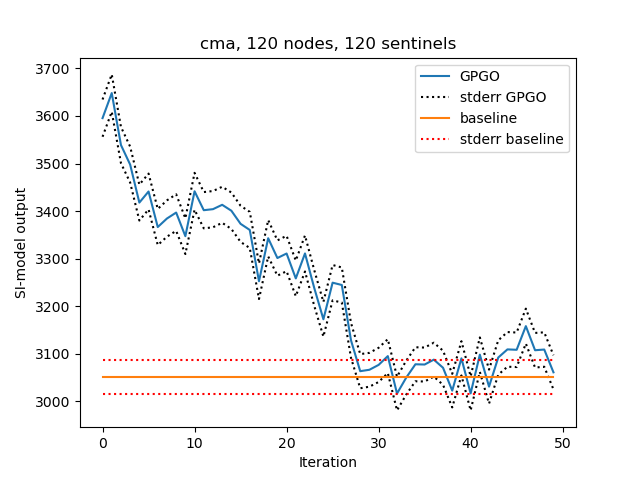 cma, 120 nodes, 120 sentinels
3700
3600
3500
3400
3300
3200
3100
3000
SI-model output
GPGO
stderr GPGO
baseline
stderr baseline
0 10 20 30 40 50
Iteration